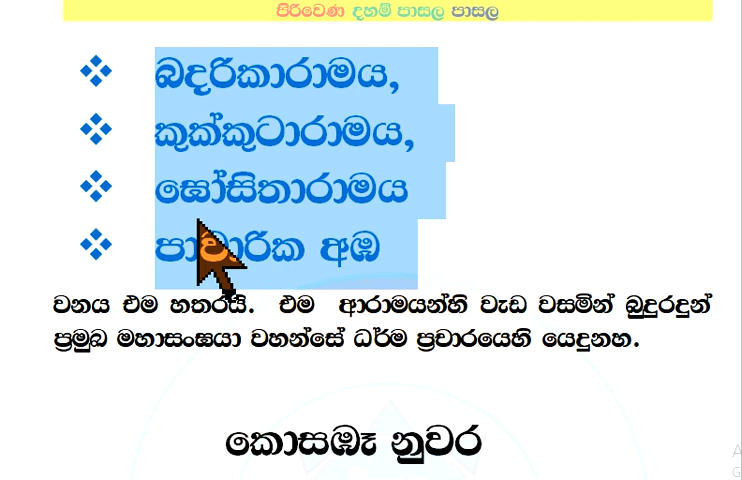 පිරිවෙණ දහම් පාසල පාසල
❖ බදරිකාරාමය,
❖ කුක්කුටාරාමය,
❖ ඝෝසිතාරාමය
❖ පාවාරික අඹ
වනය එම හතරයි. එම ආරාමයන්හි වැඩ වසමින් බුදුරදුන්
ප්‍රමුඛ මහාසංඝයා වහන්සේ ධර්ම ප්‍රචාරයෙහි යෙදුනහ.
කොසඹෑ නුවර